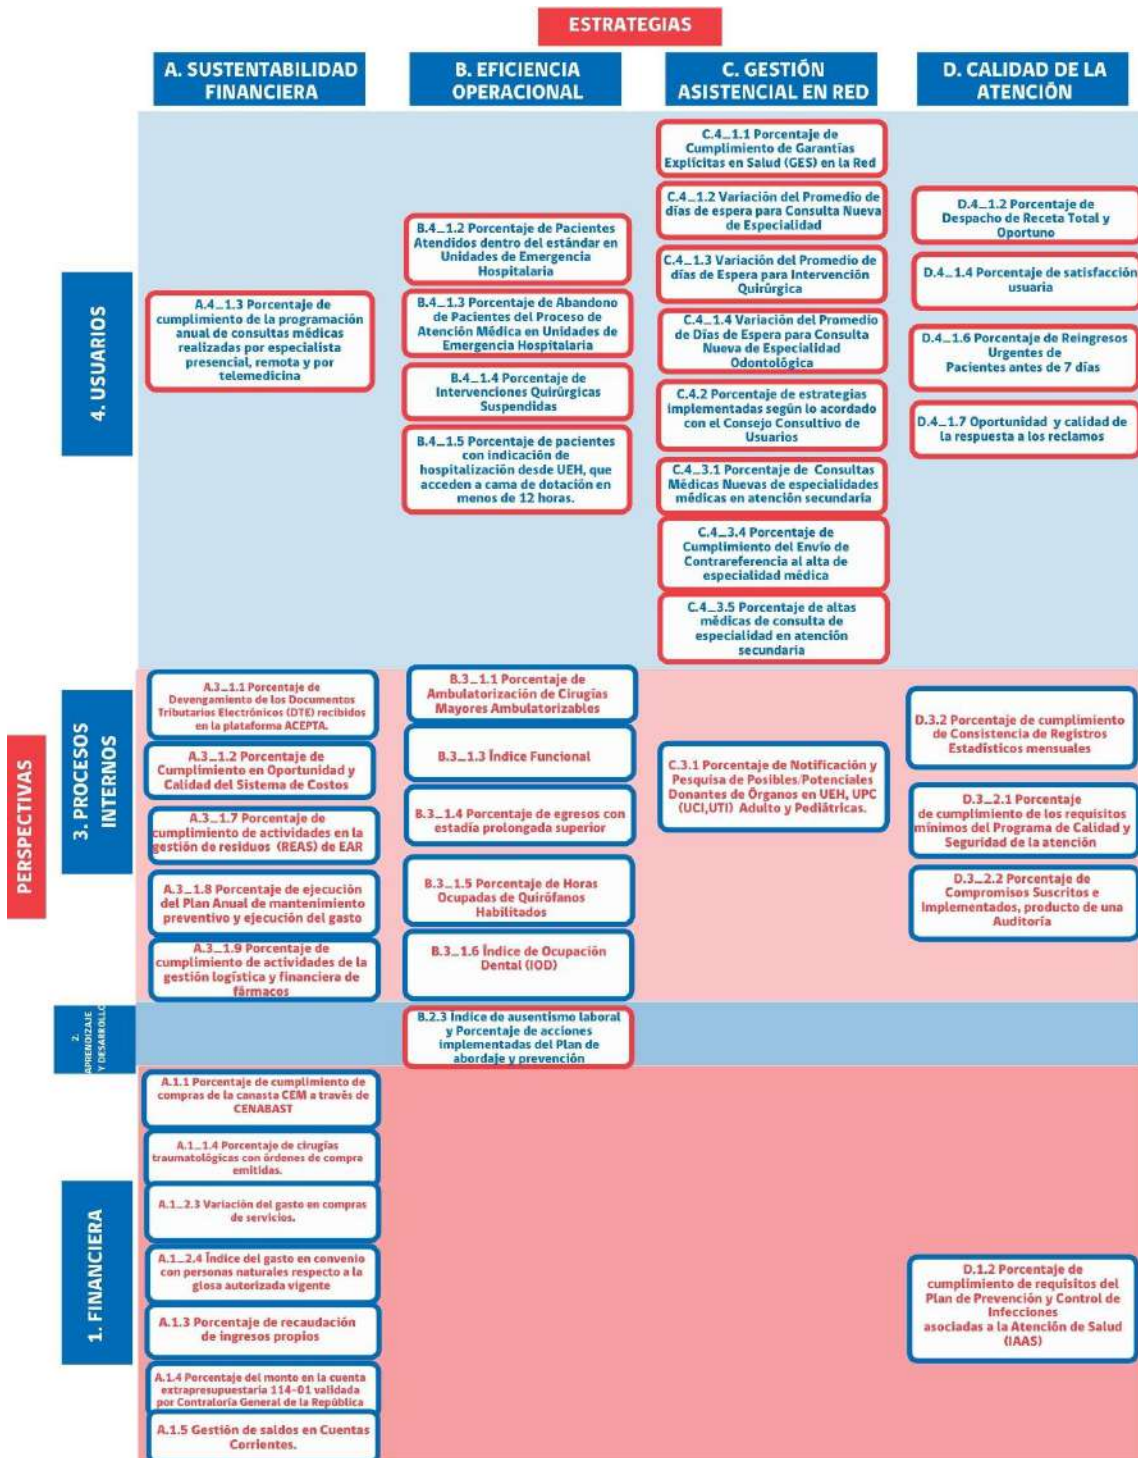 ESTRATEGIAS
A. SUSTENTABILIDAD
FINANCIERA
B. EFICIENCIA
OPERACIONAL
C. GESTIÓN
ASISTENCIAL EN RED
D. CALIDAD DE LA
ATENCIÓN
PERSPECTIVAS
4. USUARIOS
A.4_1.3 Porcentaje de
cumplimiento de la programación
anual de consultas médicas
realizadas por especialista
presencial, remota y por
telemedicina
B.4_1.2 Porcentaje de Pacientes
Atendidos dentro del estándar en
Unidades de Emergencia
Hospitalaria
B.4_1.3 Porcentaje de Abandono
de Pacientes del Proceso de
Atención Médica en Unidades de
Emergencia Hospitalaria
B.4_1.4 Porcentaje de
Intervenciones Quirúrgicas
Suspendidas
B.4_1.5 Porcentaje de pacientes
con indicación de
hospitalización desde UEH, que
acceden a cama de dotación en
menos de 12 horas.
C.4_1.1 Porcentaje de
Cumplimiento de Garantías
Explícitas en Salud (GES) en la Red
C.4_1.2 Variación del Promedio de
días de espera para Consulta Nueva
de Especialidad
C.4_1.3 Variación del Promedio de
días de Espera para Intervención
Quirúrgica
C.4_1.4 Variación del Promedio
de Días de Espera para Consulta
Nueva de Especialidad
Odontológica
C.4.2 Porcentaje de estrategias
implementadas según lo acordado
con el Consejo Consultivo de
Usuarios
C.4_3.1 Porcentaje de Consultas
Médicas Nuevas de especialidades
médicas en atención secundaría
C.4_3.4 Porcentaje de
Cumplimiento del Envío de
Contrareferencia al alta de
especialidad médica
C.4_3.5 Porcentaje de altas
médicas de consulta de
especialidad en atención
secundaria
D.4_1.2 Porcentaje de
Despacho de Receta Total y
Oportuno
D.4_1.4 Porcentaje de satisfacción
usuaria
D.4_1.6 Porcentaje de Reingresos
Urgentes de
Pacientes antes de 7 días
D.4_1.7 Oportunidad y calidad de
la respuesta a los reclamos
3. PROCESOS
INTERNOS
A.3_1.1 Porcentaje de
Devengamiento de los Documentos
Tributarios Electrónicos (DTE) recibidos
en la plataforma ACEPTA.
A.3_1.2 Porcentaje de
Cumplimiento en Oportunidad y
Calidad del Sistema de Costos
A.3_1.7 Porcentaje de
cumplimiento de actividades en la
gestión de residuos (REAS) de EAR
A.3_1.8 Porcentaje de ejecución
del Plan Anual de mantenimiento
preventivo y ejecución del gasto
A.3_1.9 Porcentaje de
cumplimiento de actividades de la
gestión logística y financiera de
fármacos
B.3_1.1 Porcentaje de
Ambulatorización de Cirugías
Mayores Ambulatorizables
B.3_1.3 Índice Funcional
B.3_1.4 Porcentaje de egresos con
estadía prolongada superior
B.3_1.5 Porcentaje de Horas
Ocupadas de Quirófanos
Habilitados
B.3_1.6 Índice de Ocupación
Dental (IOD)
C.3.1 Porcentaje de Notificación y
Pesquisa de Posibles/Potenciales
Donantes de Órganos en UEH, UPC
(UCI,UTI) Adulto y Pediátricas.
D.3.2 Porcentaje de cumplimiento
de Consistencia de Registros
Estadísticos mensuales
D.3_2.1 Porcentaje
de cumplimiento de los requisitos
mínimos del Programa de Calidad y
Seguridad de la atención
D.3_2.2 Porcentaje de
Compromisos Suscritos e
Implementados, producto de una
Auditoría
2.
APRENDIZAJE
Y DESARROLLO
B.2.3 Indice de ausentismo laboral
y Porcentaje de acciones
implementadas del Plan de
abordaje y prevención
1. FINANCIERA
A.1.1 Porcentaje de cumplimiento de
compras de la canasta CEM a través de
CENABAST
A.1_1.4 Porcentaje de cirugías
traumatológicas con órdenes de compra
emitidas.
A.1_2.3 Variación del gasto en compras
de servicios.
A.1_2.4 Índice del gasto en convenio
con personas naturales respecto a la
glosa autorizada vigente
A.1.3 Porcentaje de recaudación
de ingresos propios
A.1.4 Porcentaje del monto en la cuenta
extrapresupuestaria 114-01 validada
por Contraloría General de la República
A.1.5 Gestión de saldos en Cuentas
Corrientes.
D.1.2 Porcentaje de
cumplimiento de requisitos del
Plan de Prevención y Control de
Infecciones
asociadas a la Atención de Salud
(IAAS)